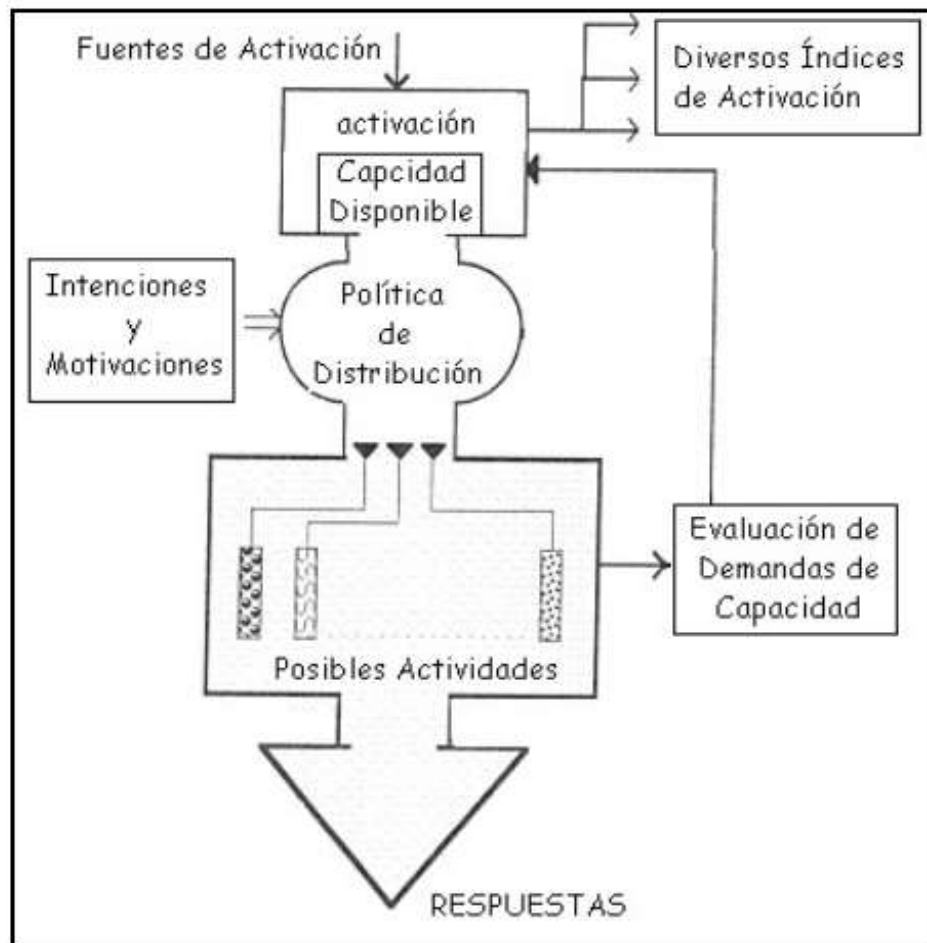 Fuentes de Activación
Diversos Índices
de Activación
activación
Capcidad
Disponible
Intenciones
y
Motivaciones
Política
de
Distribución
Evaluación de
Demandas de
Capacidad
Posibles Actividades
RESPUESTAS